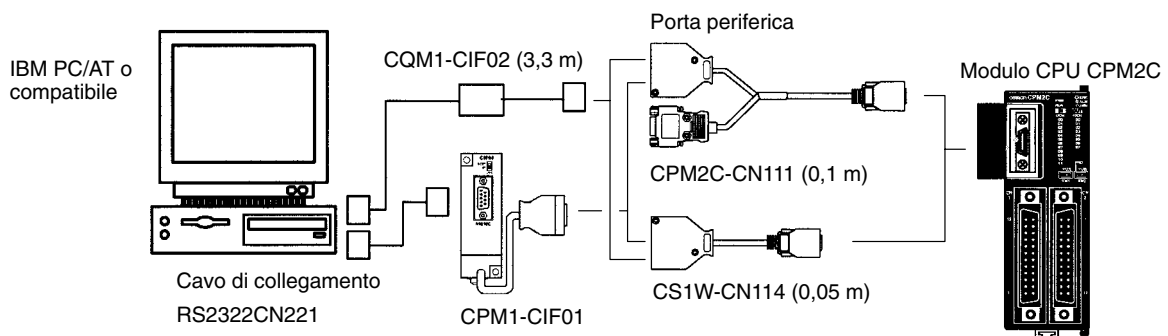 Porta periferica
IBM PC/AT o
compatibile
CQM1-CIF02 (3,3 m)
Modulo CPU CPM2C
CPM2C-CN111 (0,1 m)
Cavo di collegamento
RS2322CN221
CPM1-CIF01
CS1W-CN114 (0,05 m)